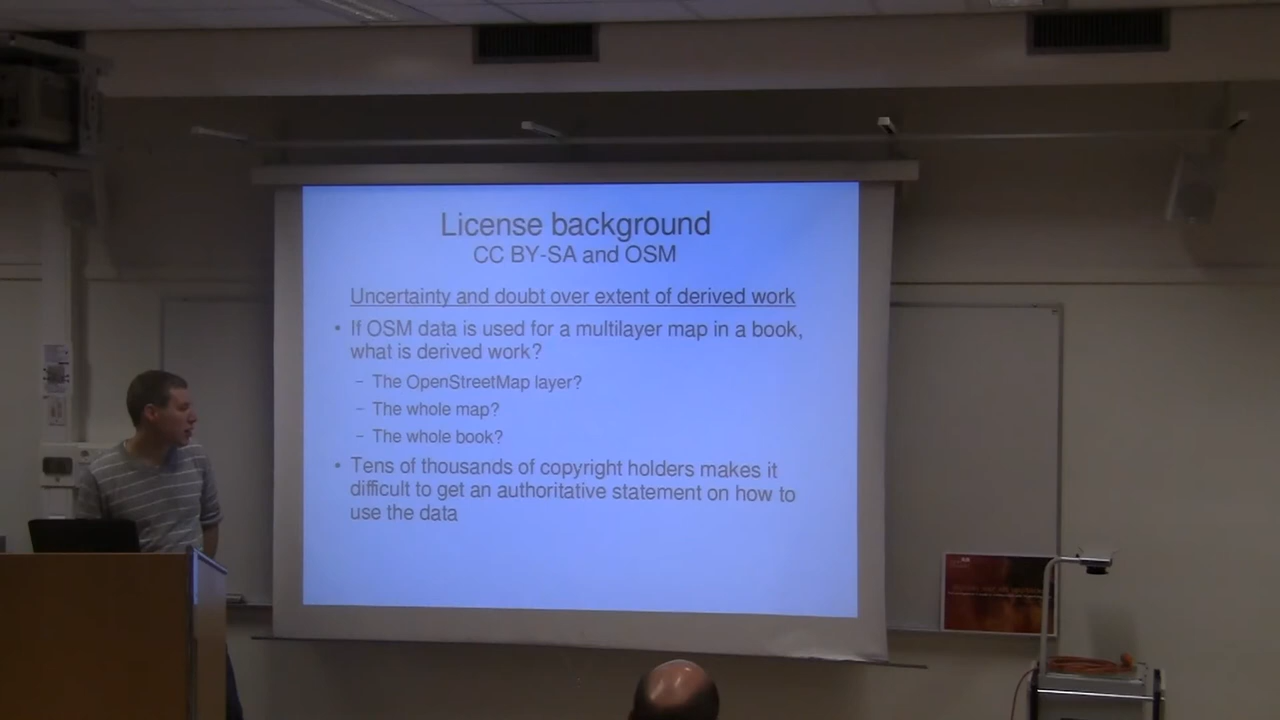 License background
CC BY-SA and OSM
Uncertainty and doubt over extent of derived work
• If OSM data is used for a multilayer map in a book,
what is derived work?
– The OpenStreetMap layer?
– The whole map?
– The whole book?
• Tens of thousands of copyright holders makes it
difficult to get an authoritative statement on how to
use the data